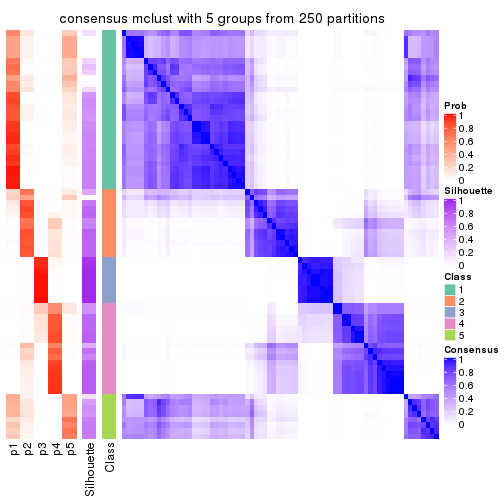 consensus mclust with 5 groups from 250 partitions
Prob
1
0.8
0.6
0.4
0.2
0
Silhouette
1
0.8
0.6
0.4
0.2
0
Class
1
2
3
4
5
Consensus
1
0.8
0.6
0.4
0.2
0
p1
p2
p3
p4
p5
Silhouette
Class